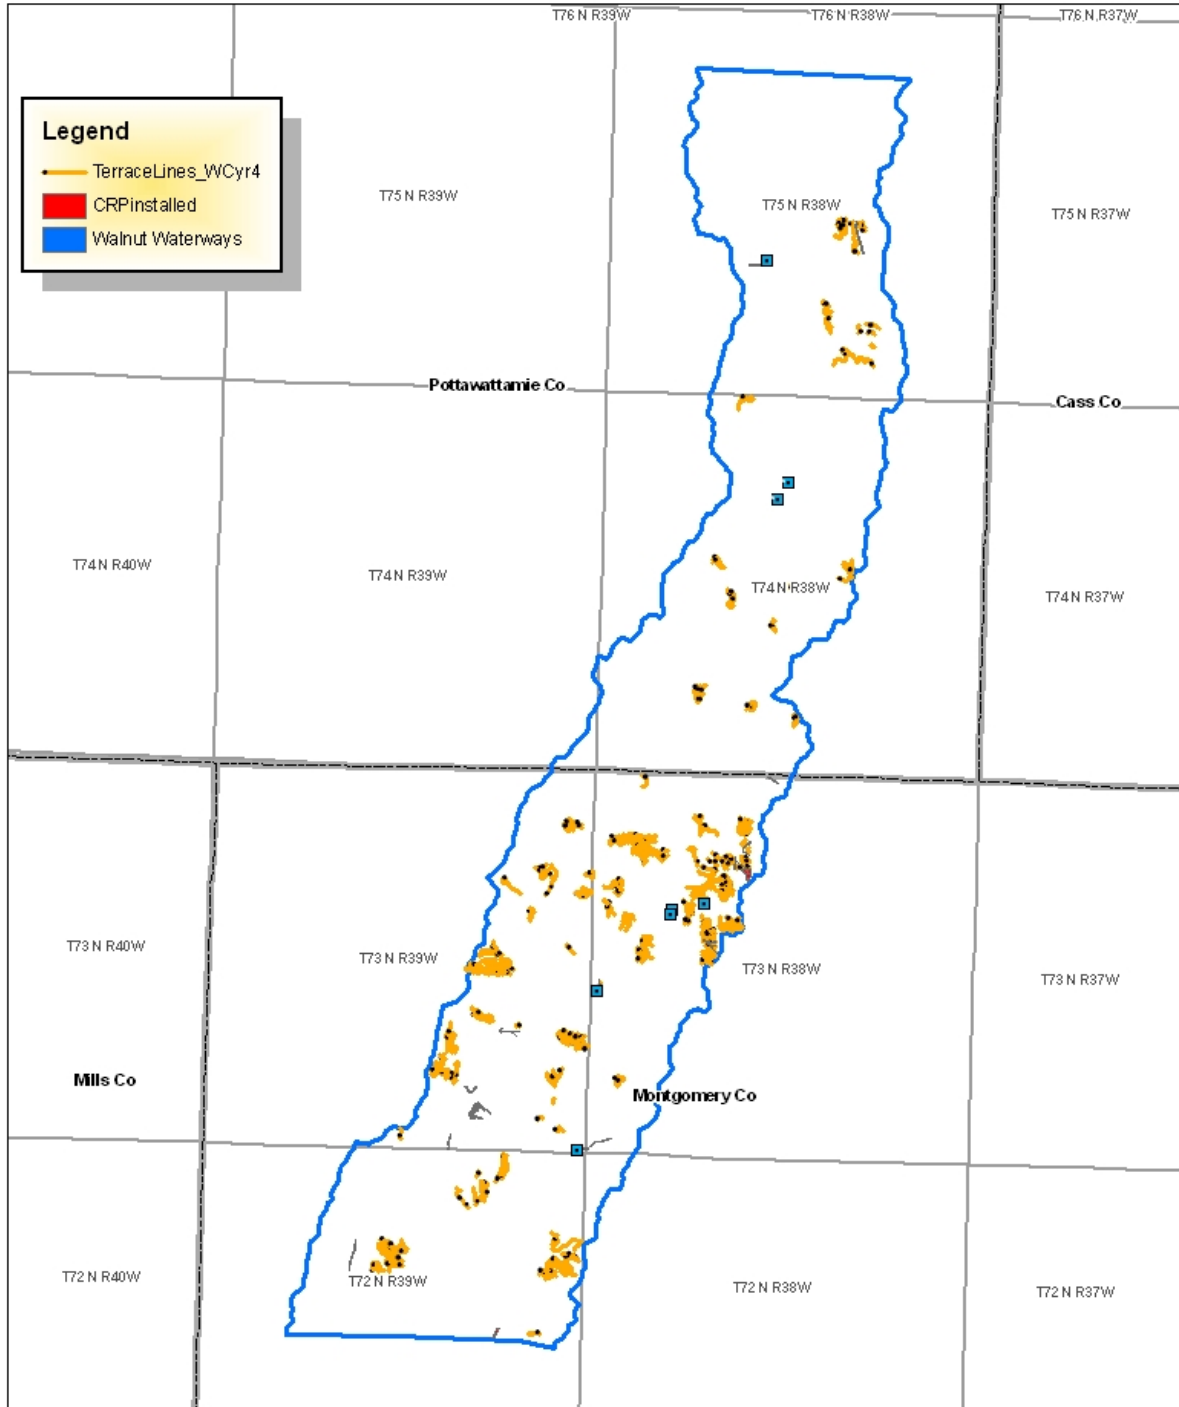 T76 N R39W
T76 N R38W
T76 N R37W
Legend
TerraceLines_WCyr4
CRPinstalled
Walnut Waterways
T75 N R39W
T75 N R38W
T75 N R37W
Pottawattamie Co
Cass Co
T74 N R40W
T74 N R39W
T74 N R38W
T74 N R37W
T73 N R40W
T73 N R39W
T73 N R38W
T73 N R37W
Mills Co
Montgomery Co
T72 N R40W
T72 N R39W
T72 N R38W
T72 N R37W